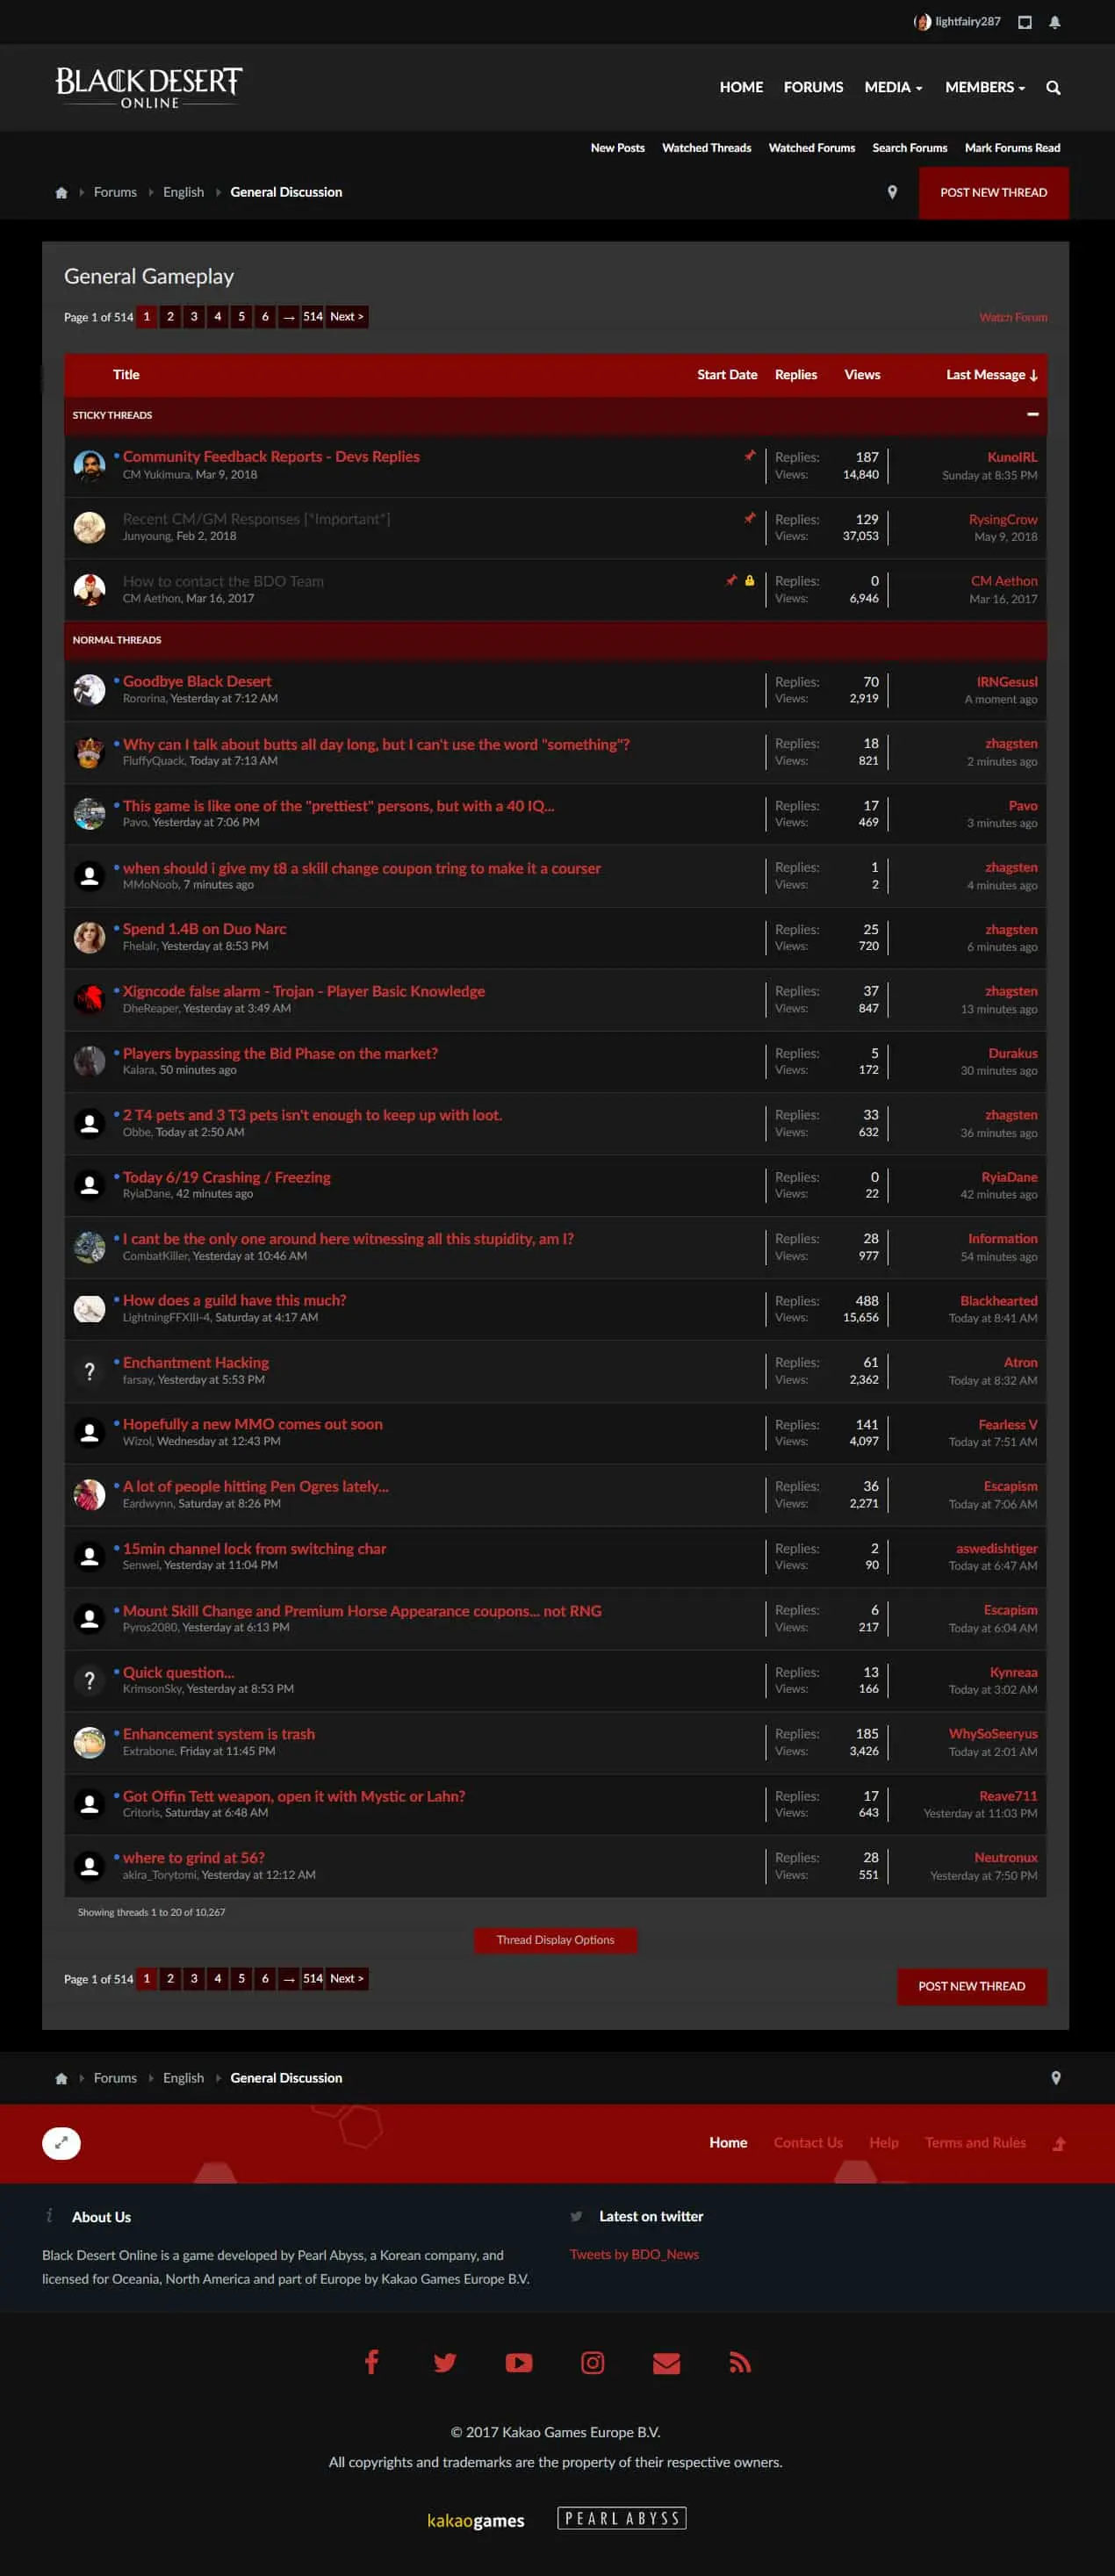 lightfairy287
BLACK DESERT
ONLINE
HOME FORUMS MEDIA MEMBERS
New Posts Watched Threads Watched Forums Search Forums Mark Forums Read
Forums English General Discussion
POST NEW THREAD
General Gameplay
Page 1 of 514 1 2 3 4 5 6 → 514 Next >
Watch Forum
Title Start Date Replies Views Last Message ↓
STICKY THREADS
Community Feedback Reports - Devs Replies Replies: 187 KunoIRL
CM Yukimura, Mar 9, 2018 Views: 14,840 Sunday at 8:35 PM
Recent CM/GM Responses [*Important*] Replies: 129 RysingCrow
Junyoung, Feb 2, 2018 Views: 37,053 May 9, 2018
How to contact the BDO Team Replies: 0 CM Aethon
CM Aethon, Mar 16, 2017 Views: 6,946 Mar 16, 2017
NORMAL THREADS
Goodbye Black Desert Replies: 70 IRNGesusI
Rororina, Yesterday at 7:12 AM Views: 2,919 A moment ago
Why can I talk about butts all day long, but I can't use the word "something"? Replies: 18 zhagsten
FluffyQuack, Today at 7:13 AM Views: 821 2 minutes ago
This game is like one of the "prettiest" persons, but with a 40 IQ... Replies: 17 Pavo
Pavo, Yesterday at 7:06 PM Views: 469 3 minutes ago
when should i give my t8 a skill change coupon tring to make it a courser Replies: 1 zhagsten
MMoNoob, 7 minutes ago Views: 2 4 minutes ago
Spend 1.4B on Duo Narc Replies: 25 zhagsten
Fhelalr, Yesterday at 8:53 PM Views: 720 6 minutes ago
Xigncode false alarm - Trojan - Player Basic Knowledge Replies: 37 zhagsten
DheReaper, Yesterday at 3:49 AM Views: 847 13 minutes ago
Players bypassing the Bid Phase on the market? Replies: 5 Durakus
Kalara, 50 minutes ago Views: 172 30 minutes ago
2 T4 pets and 3 T3 pets isn't enough to keep up with loot. Replies: 33 zhagsten
Obbe, Today at 2:50 AM Views: 632 36 minutes ago
Today 6/19 Crashing / Freezing Replies: 0 RyiaDane
RyiaDane, 42 minutes ago Views: 22 42 minutes ago
I cant be the only one around here witnessing all this stupidity, am I? Replies: 28 Information
CombatKiller, Yesterday at 10:46 AM Views: 977 54 minutes ago
How does a guild have this much? Replies: 488 Blackhearted
LightningFFXIII-4, Saturday at 4:17 AM Views: 15,656 Today at 8:41 AM
Enchantment Hacking Replies: 61 Atron
farsay, Yesterday at 5:53 PM Views: 2,362 Today at 8:32 AM
Hopefully a new MMO comes out soon Replies: 141 Fearless V
Wizol, Wednesday at 12:43 PM Views: 4,097 Today at 7:51 AM
A lot of people hitting Pen Ogres lately... Replies: 36 Escapism
Eardwynn, Saturday at 8:26 PM Views: 2,271 Today at 7:06 AM
15min channel lock from switching char Replies: 2 aswedishtiger
Senwei, Yesterday at 11:04 PM Views: 90 Today at 6:47 AM
Mount Skill Change and Premium Horse Appearance coupons... not RNG Replies: 6 Escapism
Pyros2080, Yesterday at 6:13 PM Views: 217 Today at 6:04 AM
Quick question... Replies: 13 Kynreaa
KrimsonSky, Yesterday at 8:53 PM Views: 166 Today at 3:02 AM
Enhancement system is trash Replies: 185 WhySoSeeryus
Extrabone, Friday at 11:45 PM Views: 3,426 Today at 2:01 AM
Got Offin Tett weapon, open it with Mystic or Lahn? Replies: 17 Reave711
Critoris, Saturday at 6:48 AM Views: 643 Yesterday at 11:03 PM
where to grind at 56? Replies: 28 Neutronux
akira_Torytomi, Yesterday at 12:12 AM Views: 551 Yesterday at 7:50 PM
Showing threads 1 to 20 of 10,267
Thread Display Options
Page 1 of 514 1 2 3 4 5 6 → 514 Next >
POST NEW THREAD
Forums English General Discussion
Home Contact Us Help Terms and Rules
About Us
Black Desert Online is a game developed by Pearl Abyss, a Korean company, and
licensed for Oceania, North America and part of Europe by Kakao Games Europe B.V.
Latest on twitter
Tweets by BDO_News
© 2017 Kakao Games Europe B.V.
All copyrights and trademarks are the property of their respective owners.
kakaogames PEARL ABYSS